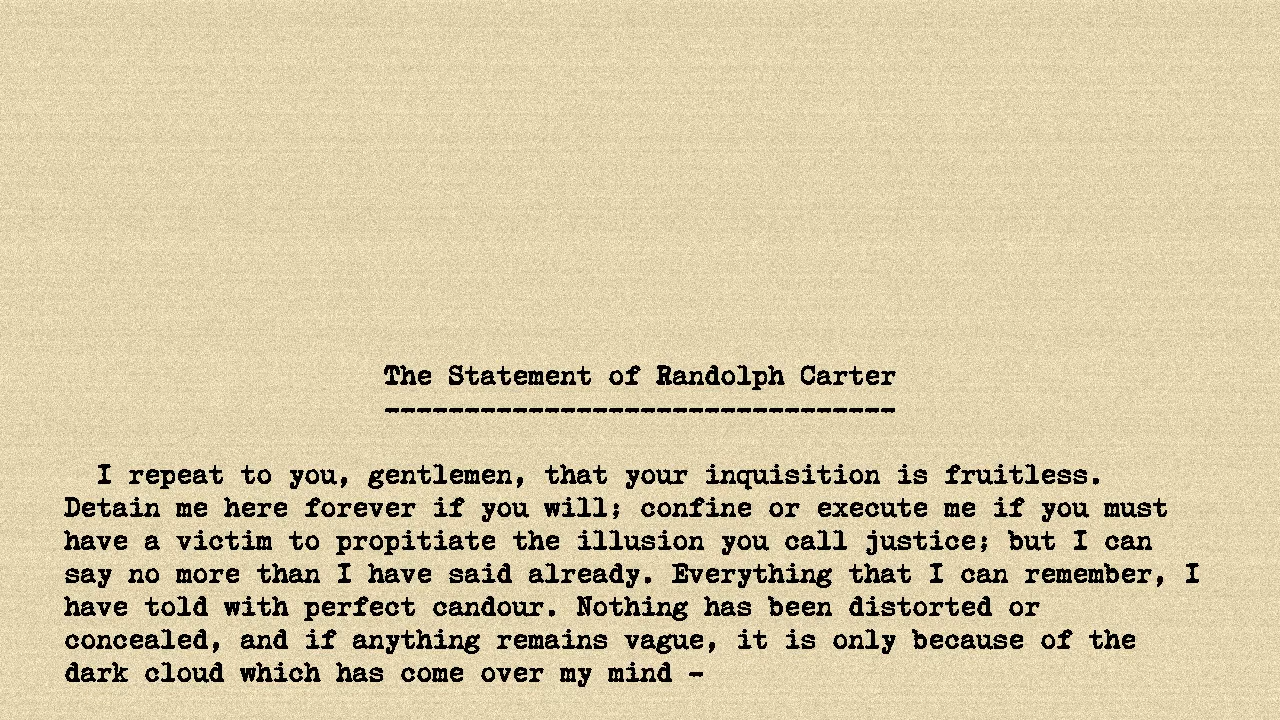 The Statement of Randolph Carter
--------------------------------
I repeat to you, gentlemen, that your inquisition is fruitless.
Detain me here forever if you will; confine or execute me if you must
have a victim to propitiate the illusion you call justice; but I can
say no more than I have said already. Everything that I can remember, I
have told with perfect candour. Nothing has been distorted or
concealed, and if anything remains vague, it is only because of the
dark cloud which has come over my mind -